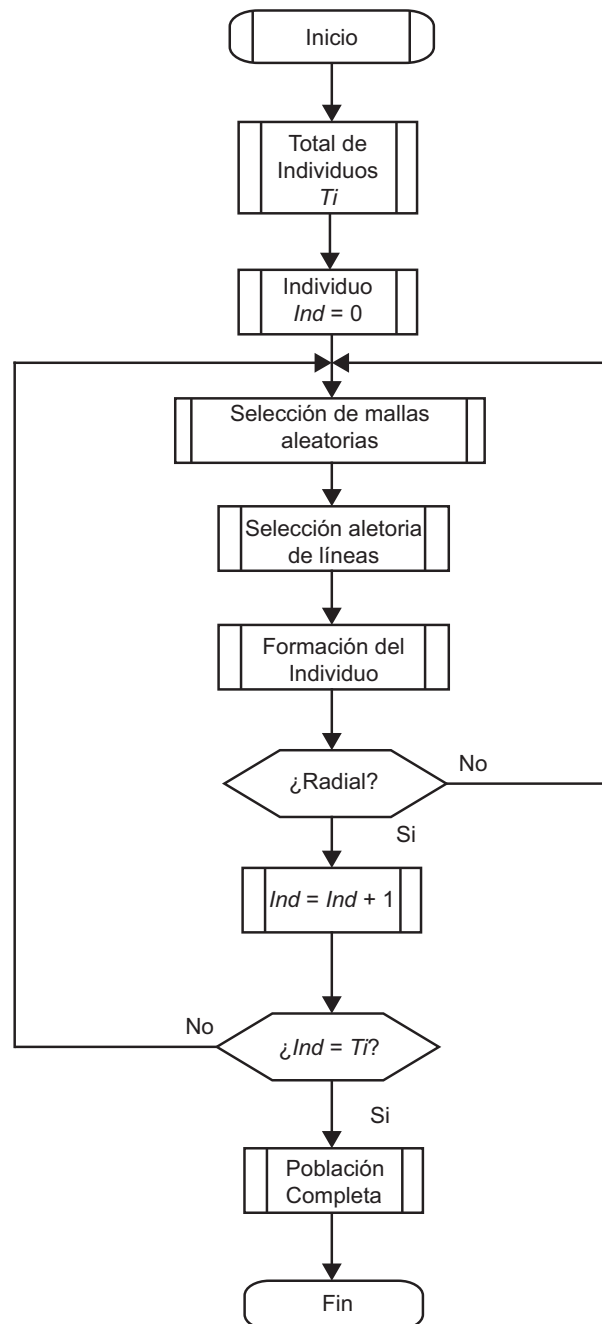 Inicio
Total de
Individuos
Ti
Individuo
Ind = 0
Selección de mallas
aleatorias
Selección aletoria
de líneas
Formación del
Individuo
¿Radial?
No
Si
Ind = Ind + 1
No
¿Ind = Ti?
Si
Población
Completa
Fin